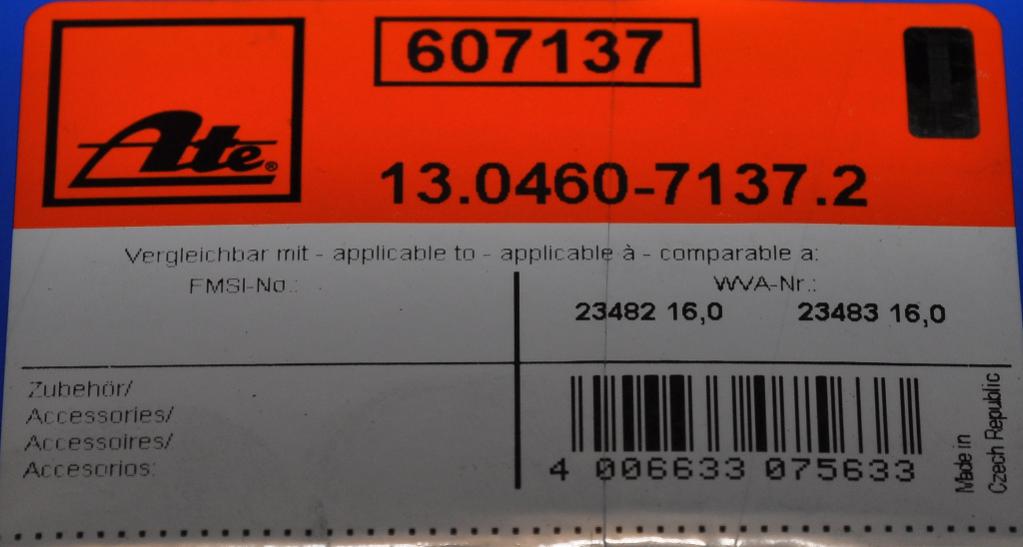 607137
Ate®
13.0460-7137.2
Vergleichbar mit - applicable to - applicable à - comparable a:
FMSI-No.:
WVA-Nr.:
23482 16,0 23483 16,0
Zubehör/
Accessories/
Accessoires/
Accesorios:
4 006633 075633
Made in
Czech Republic